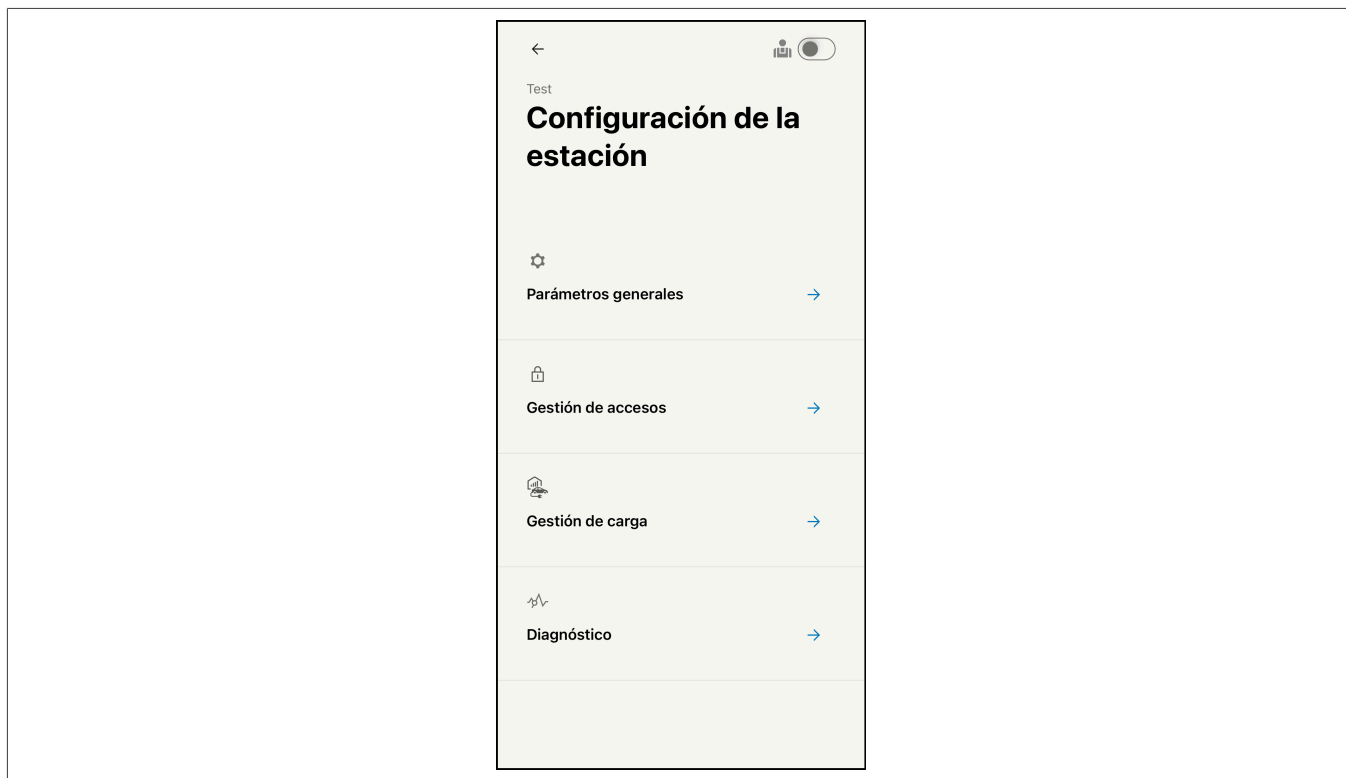 Test
Configuración de la
estación
Parámetros generales
Gestión de accesos
Gestión de carga
Diagnóstico